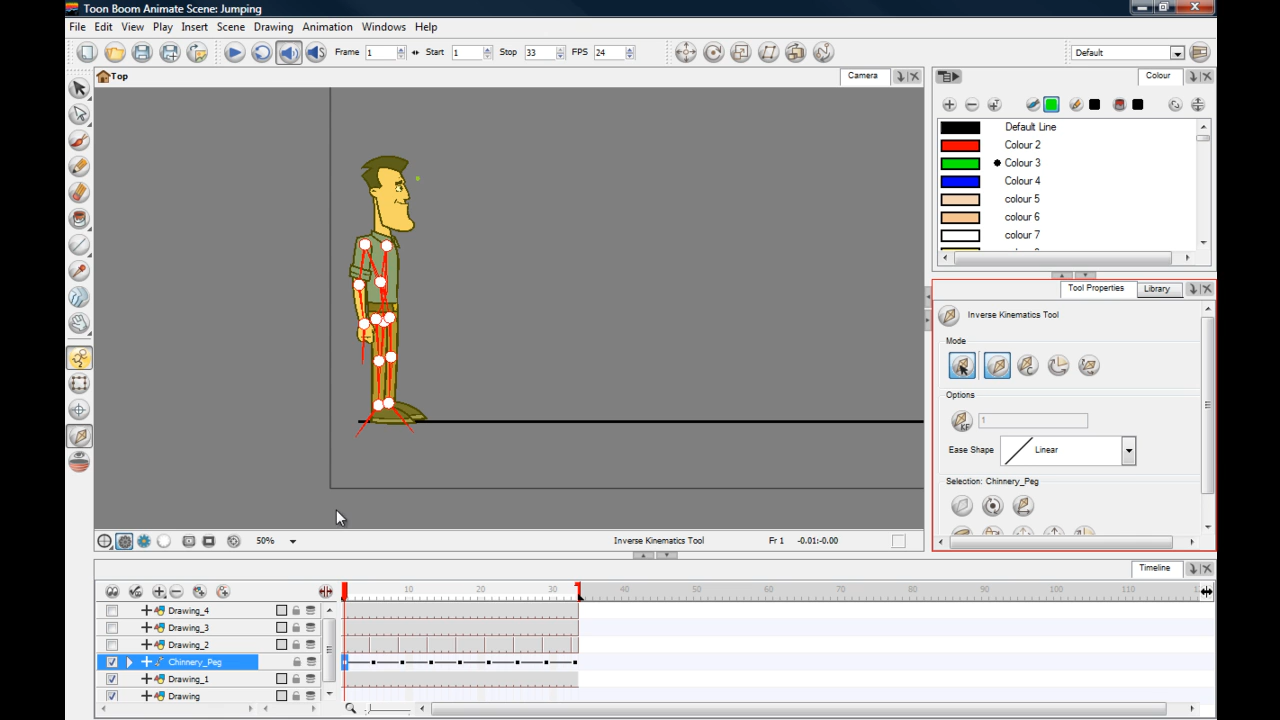 Toon Boom Animate Scene: Jumping
File Edit View Play Insert Scene Drawing Animation Windows Help
Frame 1 Start 1 Stop 33 FPS 24 Default
Top Camera Colour
Default Line
Colour 2
Colour 3
Colour 4
colour 5
colour 6
colour 7
Tool Properties Library
Inverse Kinematics Tool
Mode
Options
1
Ease Shape Linear
Selection: Chinnery_Peg
50% Inverse Kinematics Tool Fr 1 -0.01:-0.00
Timeline
10 20 30 40 50 60 70 80 90 100 110
Drawing_4
Drawing_3
Drawing_2
Chinnery_Peg
Drawing_1
Drawing